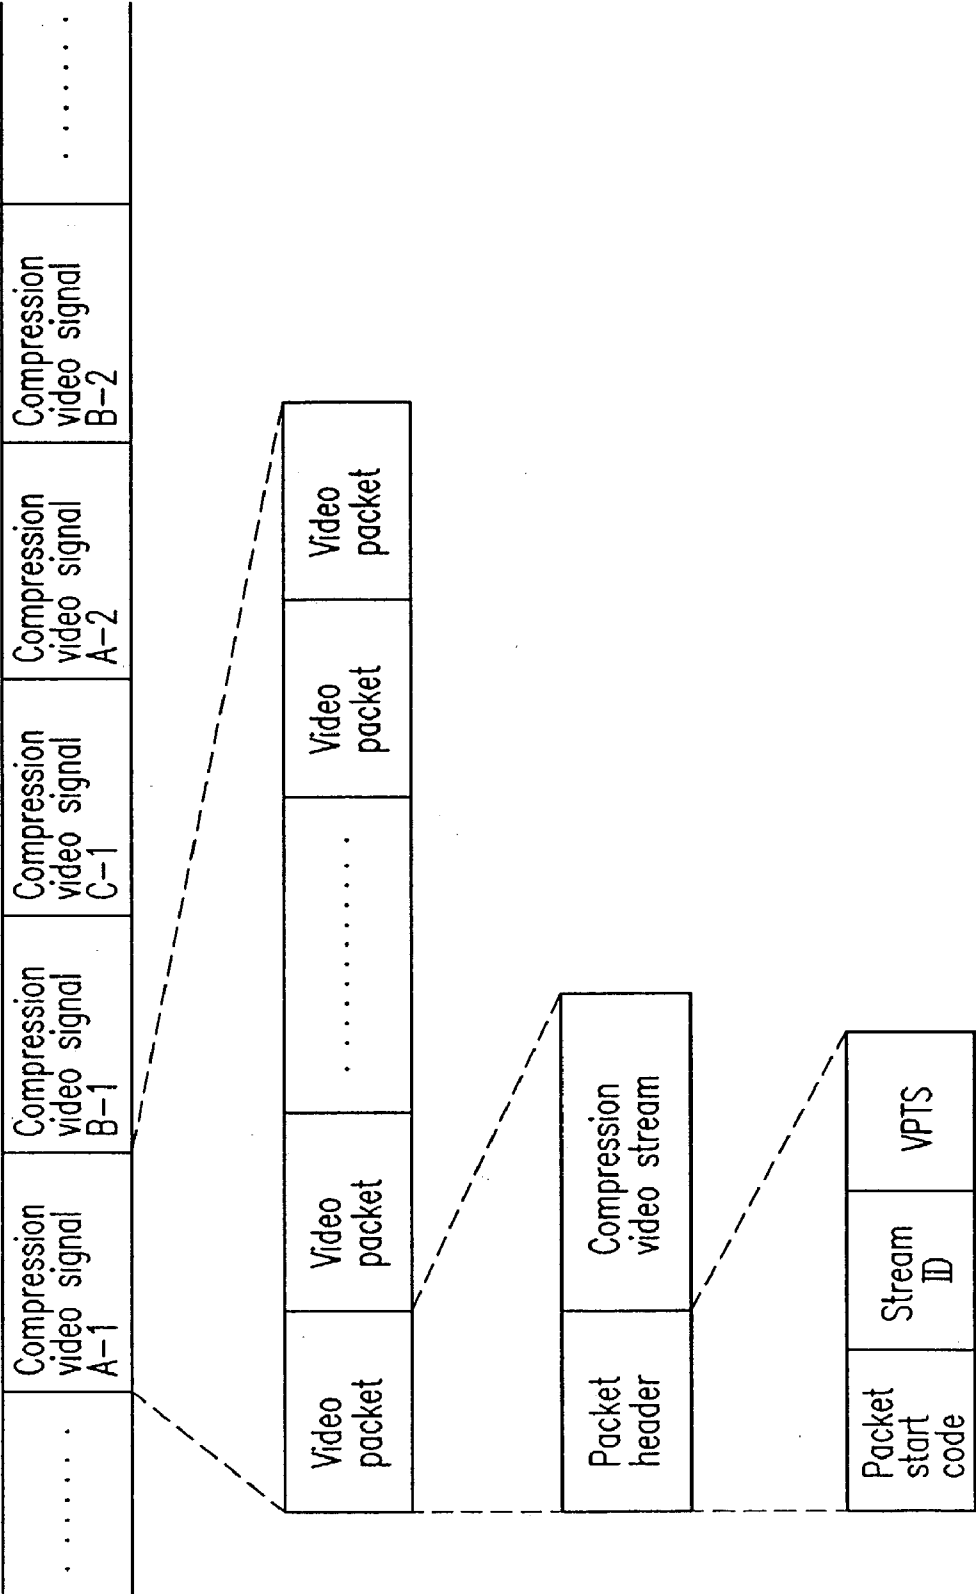 . . . . . .
Compression
video signal
A-1
Compression
video signal
B-1
Compression
video signal
C-1
Compression
video signal
A-2
Compression
video signal
B-2
. . . . . .
Video
packet
Video
packet
. . . . . . . . . .
Video
packet
Video
packet
Packet
header
Compression
video stream
Packet
start
code
Stream
ID
VPTS